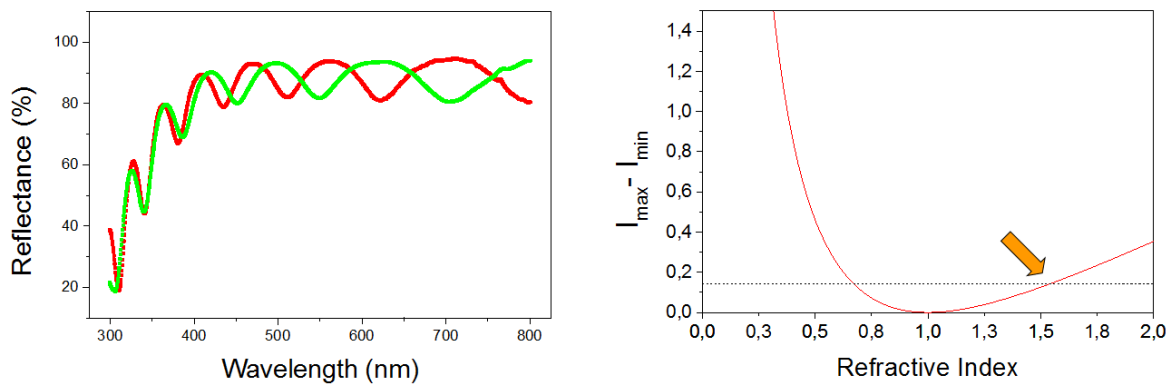 100
80
60
40
20
300 400 500 600 700 800
Reflectance (%)
Wavelength (nm)
1,4
1,2
1,0
0,8
0,6
0,4
0,2
0,0
0,0 0,3 0,5 0,8 1,0 1,3 1,5 1,8 2,0
I max - I min
Refractive Index